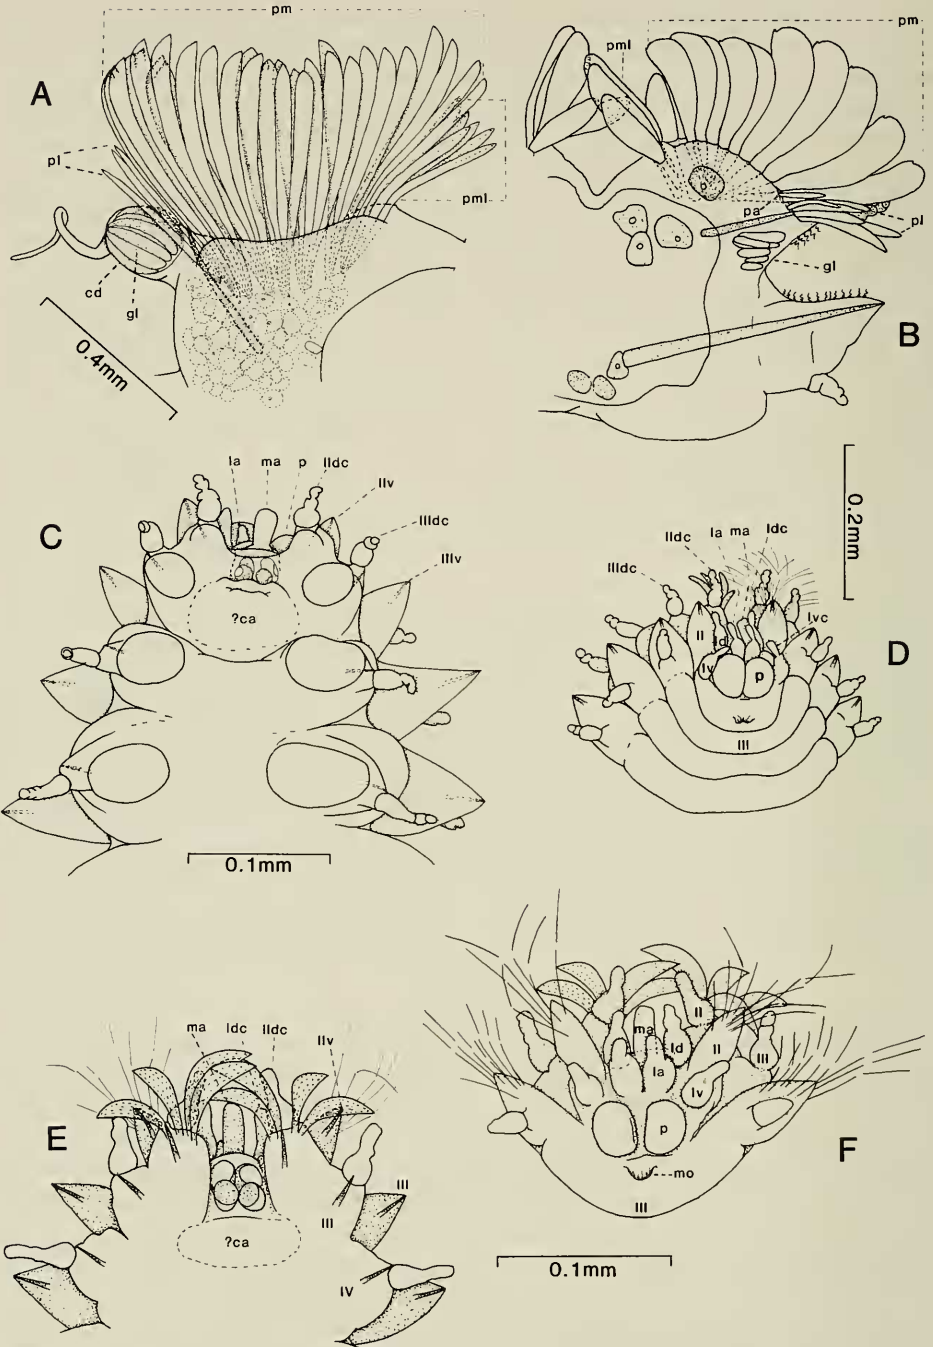 pm
A
pl
pml
cd
gl
0.4mm
pm
pml
pa
pl
gl
B
la ma p IIdc
IIv
IIIdc
IIIv
C
?ca
0.1mm
0.2mm
IIdc la ma Idc
IIIdc
Ivc
II Id
Iv p
III
D
ma Idc IIdc
IIv
E
III
III
?ca
IV
II
ma
Id II III
la
Iv
p
mo
III
F
0.1mm